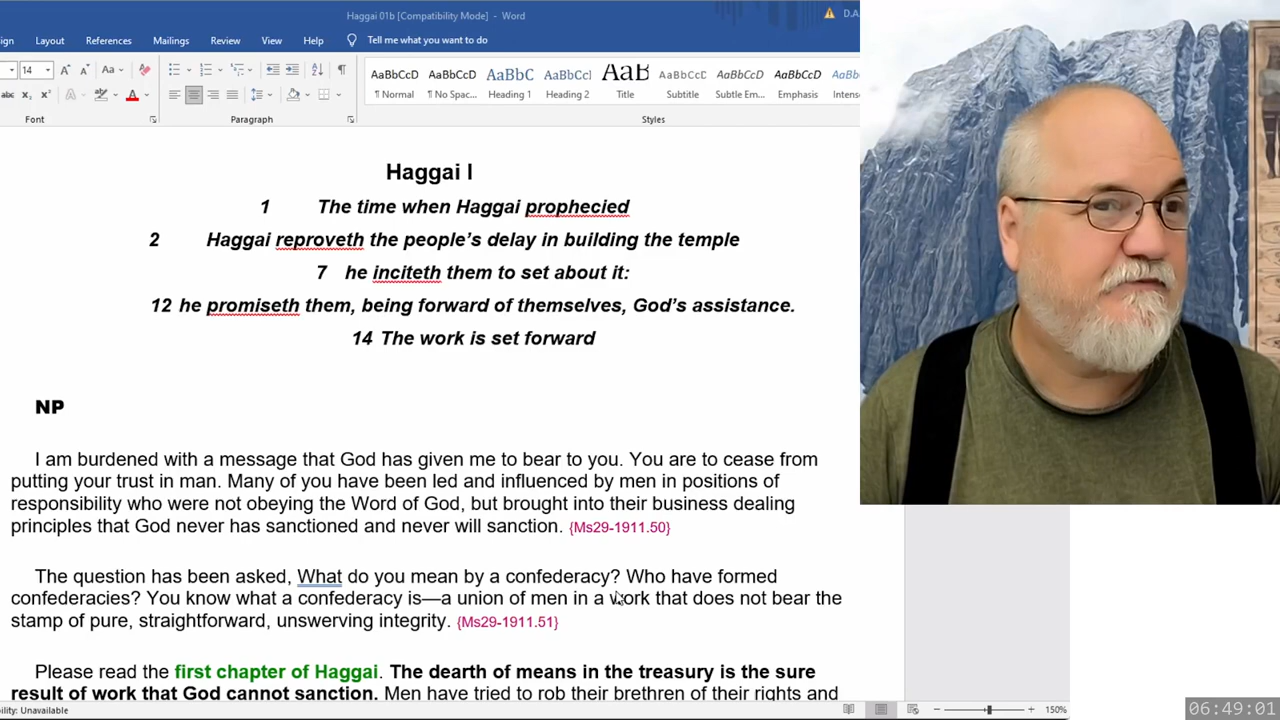 Haggai 01b [Compatibility Mode] - Word
D.A
ign Layout References Mailings Review View Help Tell me what you want to do
14 Aa
abc x₂ x² A ab A
AaBbCcD AaBbCcD AaBbC AaBbCcl AaB AaBbCcD AaBbCcD AaBbCcD AaBb
¶ Normal ¶ No Spac... Heading 1 Heading 2 Title Subtitle Subtle Em... Emphasis Intens
Font Paragraph Styles
Haggai I
1 The time when Haggai prophecied
2 Haggai reproveth the people's delay in building the temple
7 he inciteth them to set about it:
12 he promiseth them, being forward of themselves, God's assistance.
14 The work is set forward
NP
I am burdened with a message that God has given me to bear to you. You are to cease from
putting your trust in man. Many of you have been led and influenced by men in positions of
responsibility who were not obeying the Word of God, but brought into their business dealing
principles that God never has sanctioned and never will sanction. {Ms29-1911.50}
The question has been asked, What do you mean by a confederacy? Who have formed
confederacies? You know what a confederacy is—a union of men in a work that does not bear the
stamp of pure, straightforward, unswerving integrity. {Ms29-1911.51}
Please read the first chapter of Haggai. The dearth of means in the treasury is the sure
result of work that God cannot sanction. Men have tried to rob their brethren of their rights and
ility: Unavailable
150%
06:49:01